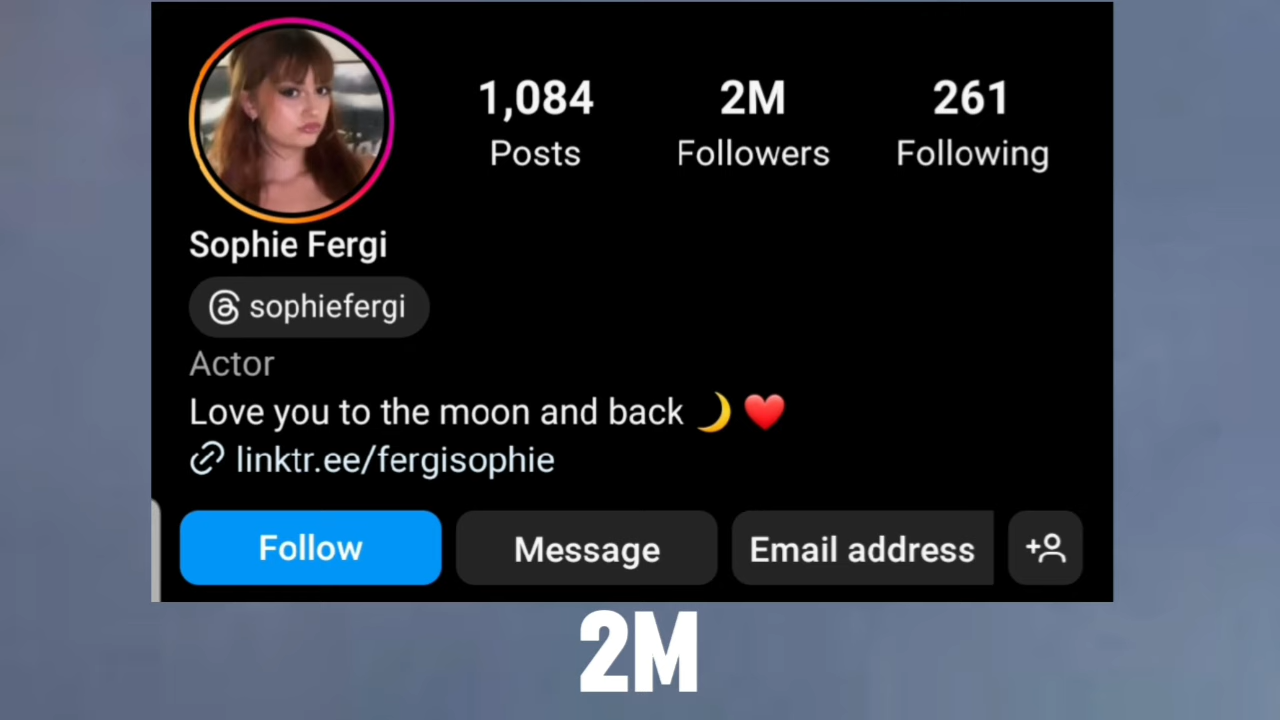 1,084 2M 261
Posts Followers Following
Sophie Fergi
sophiefergi
Actor
Love you to the moon and back 🌙 ❤️
linktr.ee/fergisophie
Follow Message Email address
2M